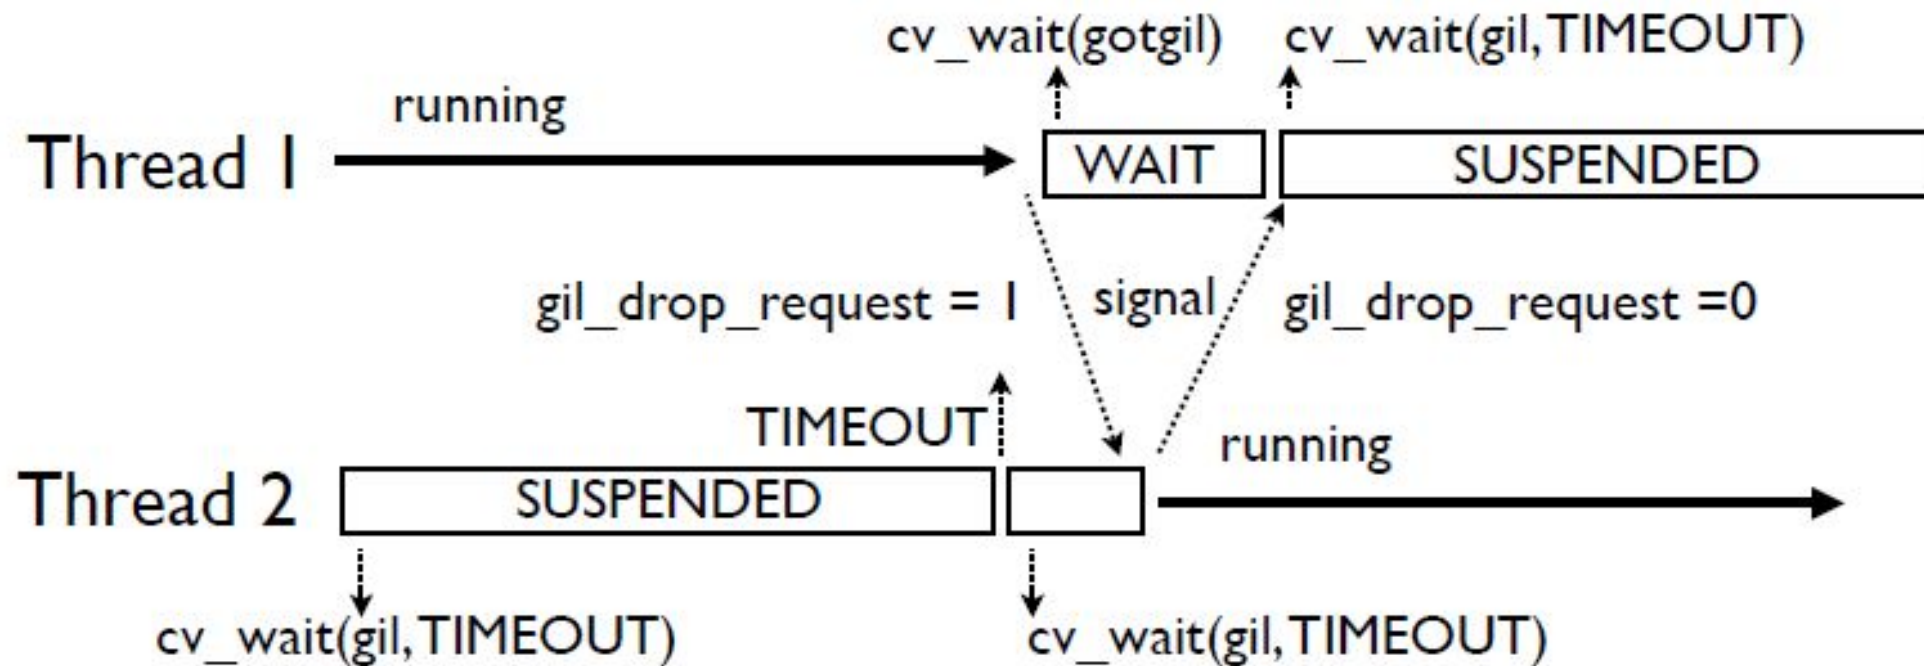 cv_wait(gotgil) cv_wait(gil,TIMEOUT)
running
Thread 1 WAIT SUSPENDED
gil_drop_request = 1 signal gil_drop_request =0
TIMEOUT running
Thread 2 SUSPENDED
cv_wait(gil,TIMEOUT) cv_wait(gil,TIMEOUT)